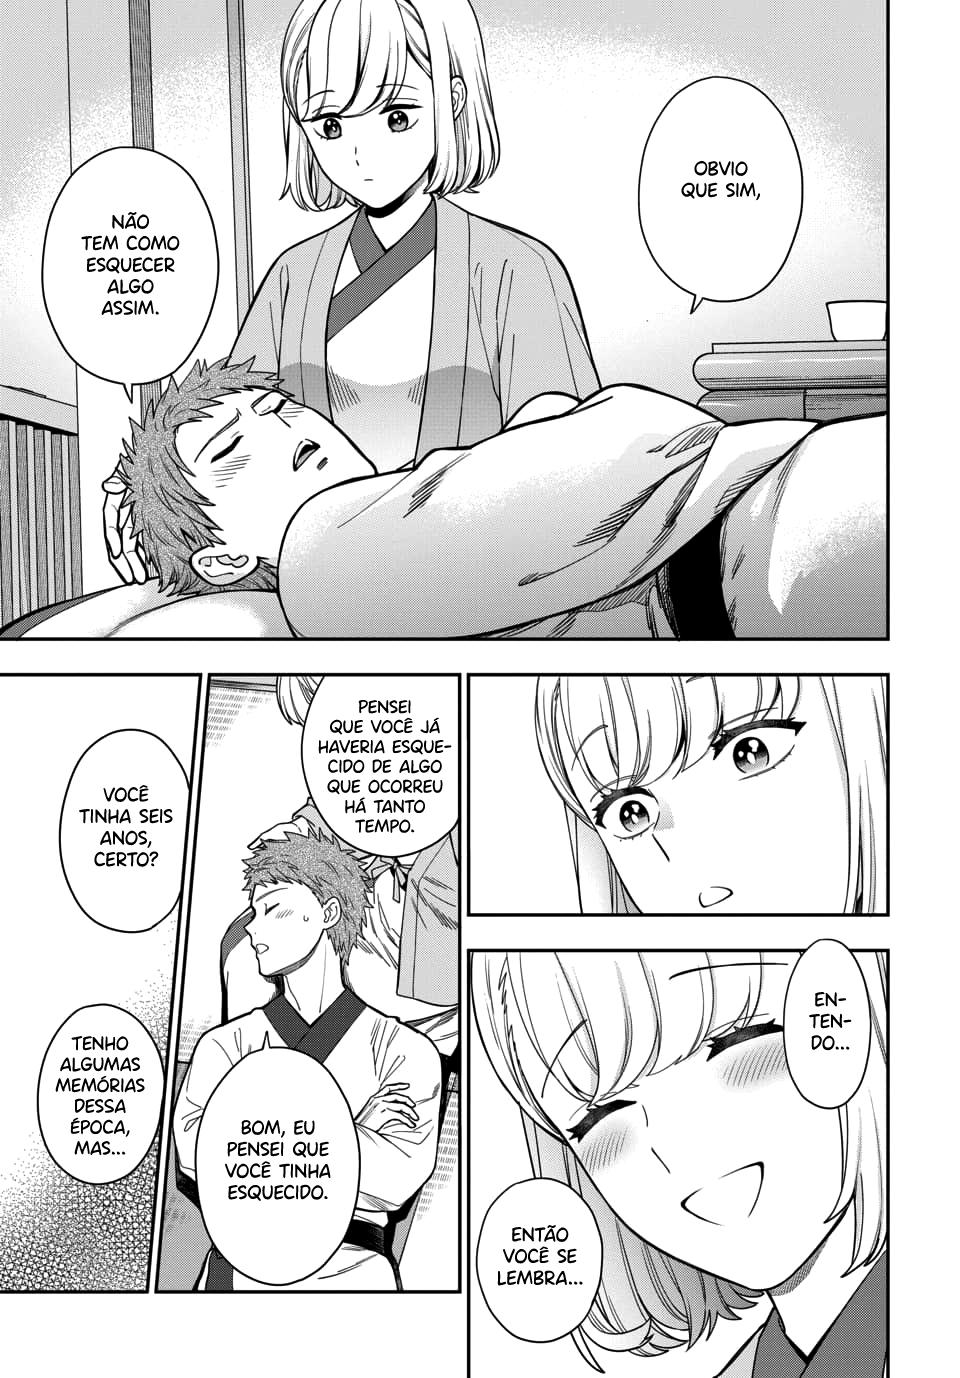 OBVIO
QUE SIM,
NÃO
TEM COMO
ESQUECER
ALGO
ASSIM.
EN-
TEN-
DO...
ENTÃO
VOCÊ SE
LEMBRA...
PENSEI
QUE VOCÊ JÁ
HAVERIA ESQUE-
CIDO DE ALGO
QUE OCORREU
HÁ TANTO
TEMPO.
BOM, EU
PENSEI QUE
VOCÊ TINHA
ESQUECIDO.
VOCÊ
TINHA SEIS
ANOS,
CERTO?
TENHO
ALGUMAS
MEMÓRIAS
DESSA
ÉPOCA,
MAS...